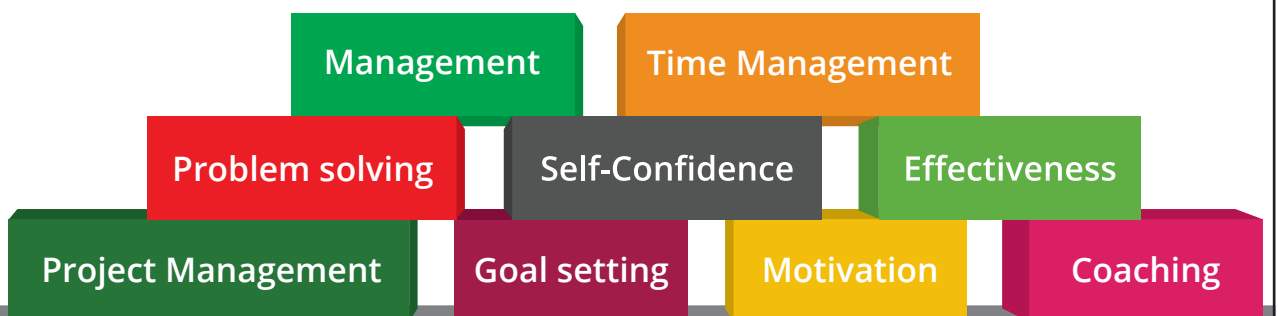 Management
Time Management
Problem solving
Self-Confidence
Effectiveness
Project Management
Goal setting
Motivation
Coaching